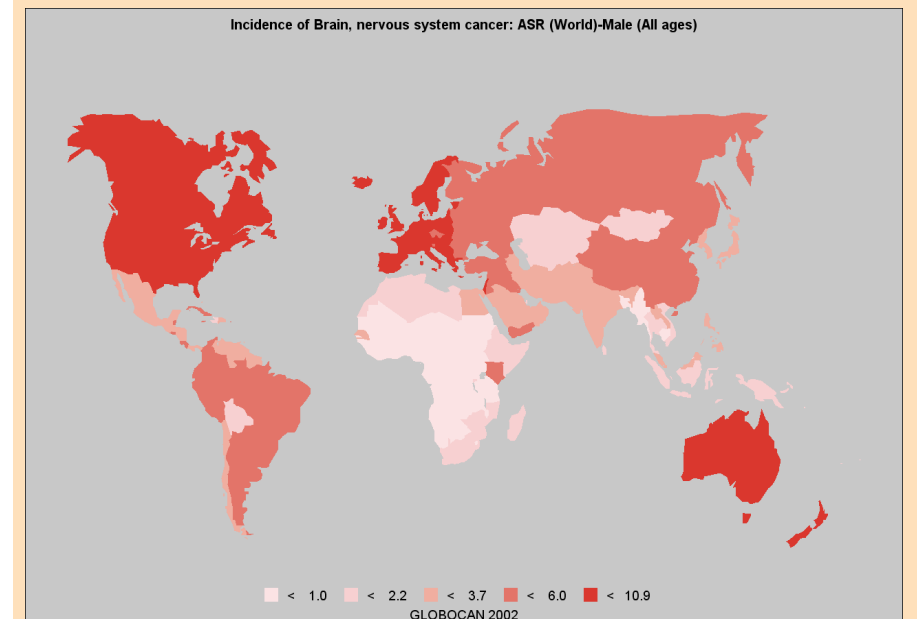 Incidence of Brain, nervous system cancer: ASR (World)-Male (All ages)
< 1.0 < 2.2 < 3.7 < 6.0 < 10.9
GLOBOCAN 2002